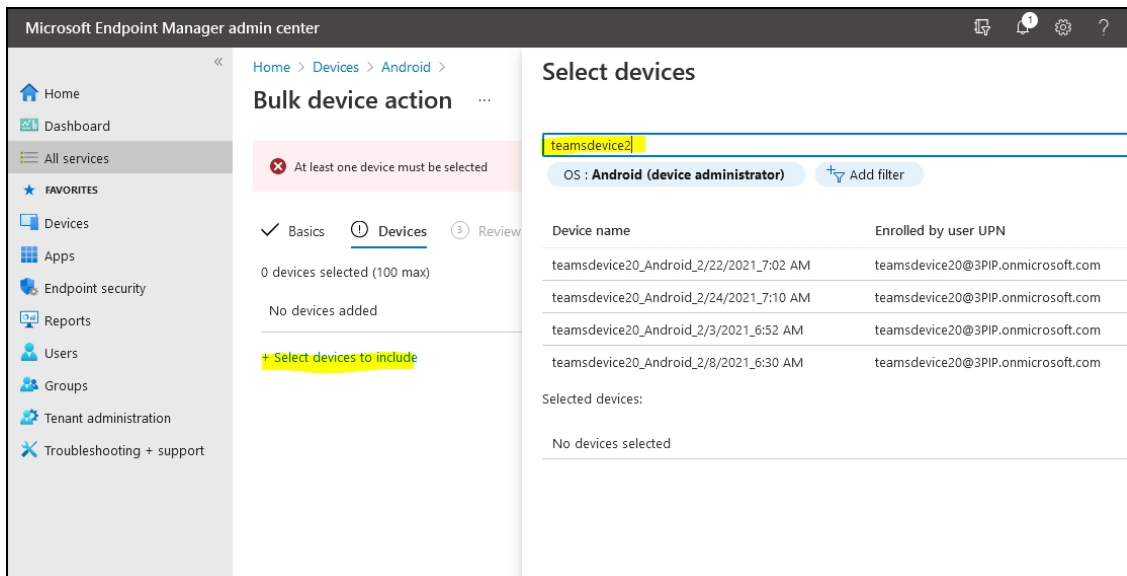 Microsoft Endpoint Manager admin center
1
?
«
Home
Dashboard
All services
FAVORITES
Devices
Apps
Endpoint security
Reports
Users
Groups
Tenant administration
Troubleshooting + support
Home > Devices > Android >
Bulk device action ...
At least one device must be selected
Basics
Devices
3 Review
0 devices selected (100 max)
No devices added
+ Select devices to include
Select devices
teamsdevice2
OS : Android (device administrator)
Add filter
Device name Enrolled by user UPN
teamsdevice20_Android_2/22/2021_7:02 AM teamsdevice20@3PIP.onmicrosoft.com
teamsdevice20_Android_2/24/2021_7:10 AM teamsdevice20@3PIP.onmicrosoft.com
teamsdevice20_Android_2/3/2021_6:52 AM teamsdevice20@3PIP.onmicrosoft.com
teamsdevice20_Android_2/8/2021_6:30 AM teamsdevice20@3PIP.onmicrosoft.com
Selected devices:
No devices selected